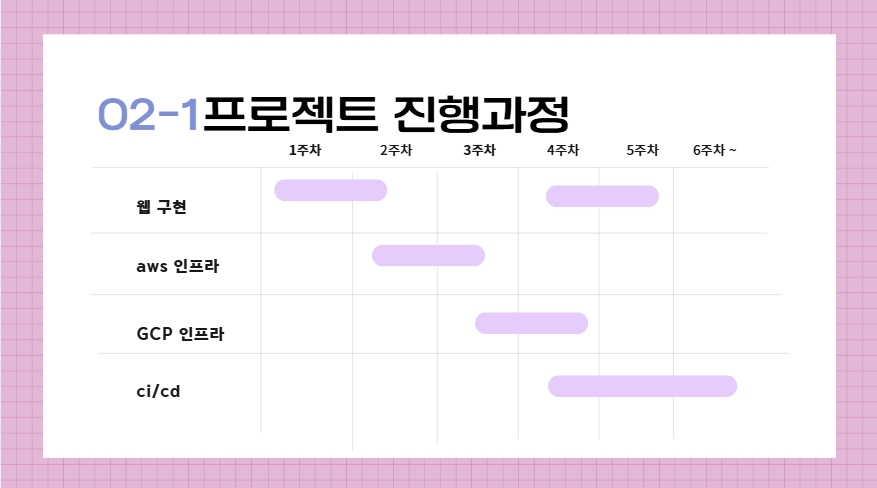 02-1프로젝트 진행과정
1주차 2주차 3주차 4주차 5주차 6주차 ~
웹 구현
aws 인프라
GCP 인프라
ci/cd